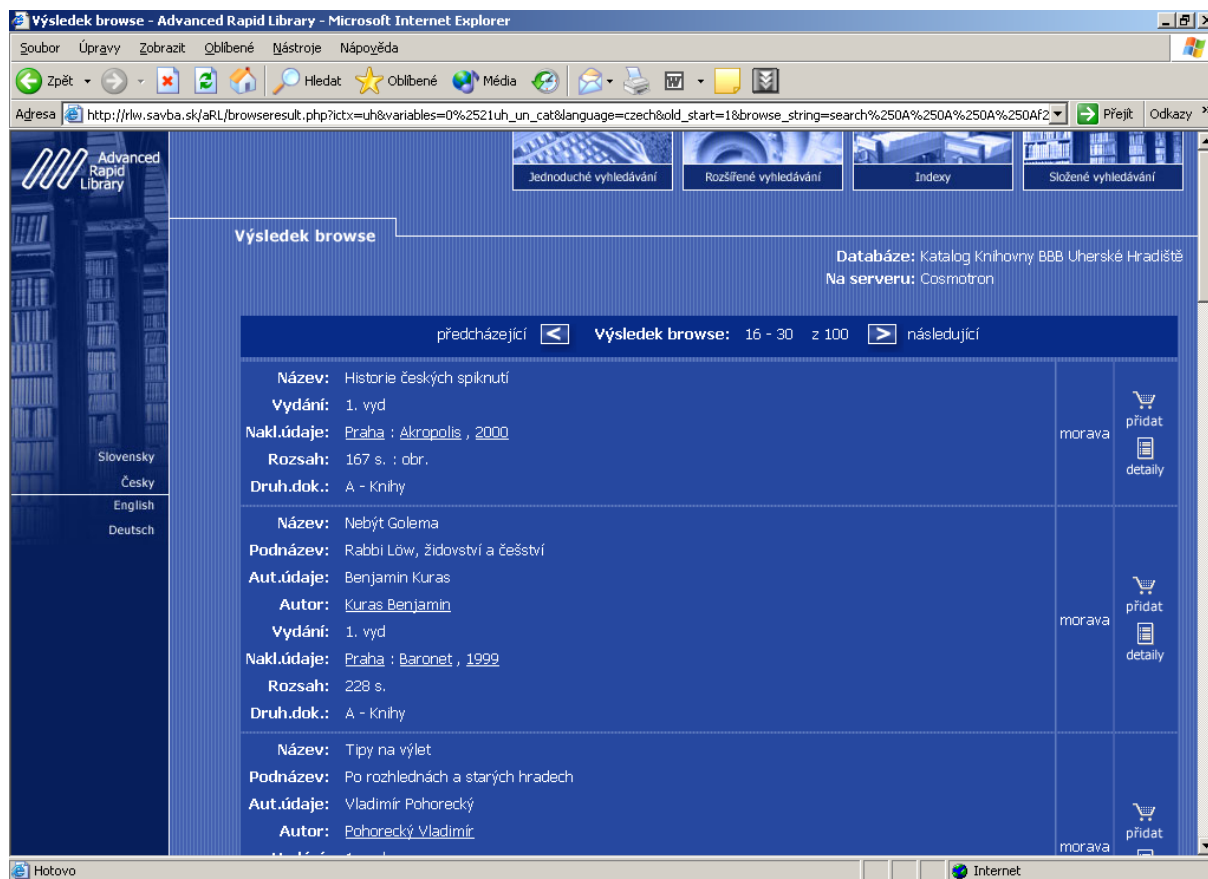 Výsledek browse - Advanced Rapid Library - Microsoft Internet Explorer
Soubor Úpravy Zobrazit Oblíbené Nástroje Nápověda
Zpět Hledat Oblíbené Média
Adresa http://rlw.savba.sk/aRL/browseresult.php?ictx=uh&variables=0%2521uh_un_cat&language=czech&old_start=1&browse_string=search%250A%250A%250A%250Af2 Přejít Odkazy »
Advanced
Rapid
Library
Jednoduché vyhledávání Rozšířené vyhledávání Indexy Složené vyhledávání
Výsledek browse
Databáze: Katalog Knihovny BBB Uherské Hradiště
Na serveru: Cosmotron
předcházející < Výsledek browse: 16 - 30 z 100 > následující
Název: Historie českých spiknutí
Vydání: 1. vyd
Nakl.údaje: Praha : Akropolis , 2000
Rozsah: 167 s. : obr.
Druh.dok.: A - Knihy
morava
přidat
detaily
Slovensky
Česky
English
Deutsch
Název: Nebýt Golema
Podnázev: Rabbi Löw, židovství a češství
Aut.údaje: Benjamin Kuras
Autor: Kuras Benjamin
Vydání: 1. vyd
Nakl.údaje: Praha : Baronet , 1999
Rozsah: 228 s.
Druh.dok.: A - Knihy
morava
přidat
detaily
Název: Tipy na výlet
Podnázev: Po rozhlednách a starých hradech
Aut.údaje: Vladimír Pohorecký
Autor: Pohorecký Vladimír
morava
přidat
Hotovo Internet